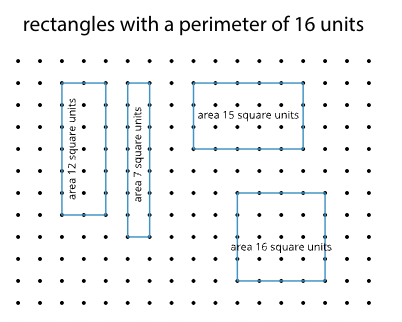 rectangles with a perimeter of 16 units
area 12 square units
area 7 square units
area 15 square units
area 16 square units